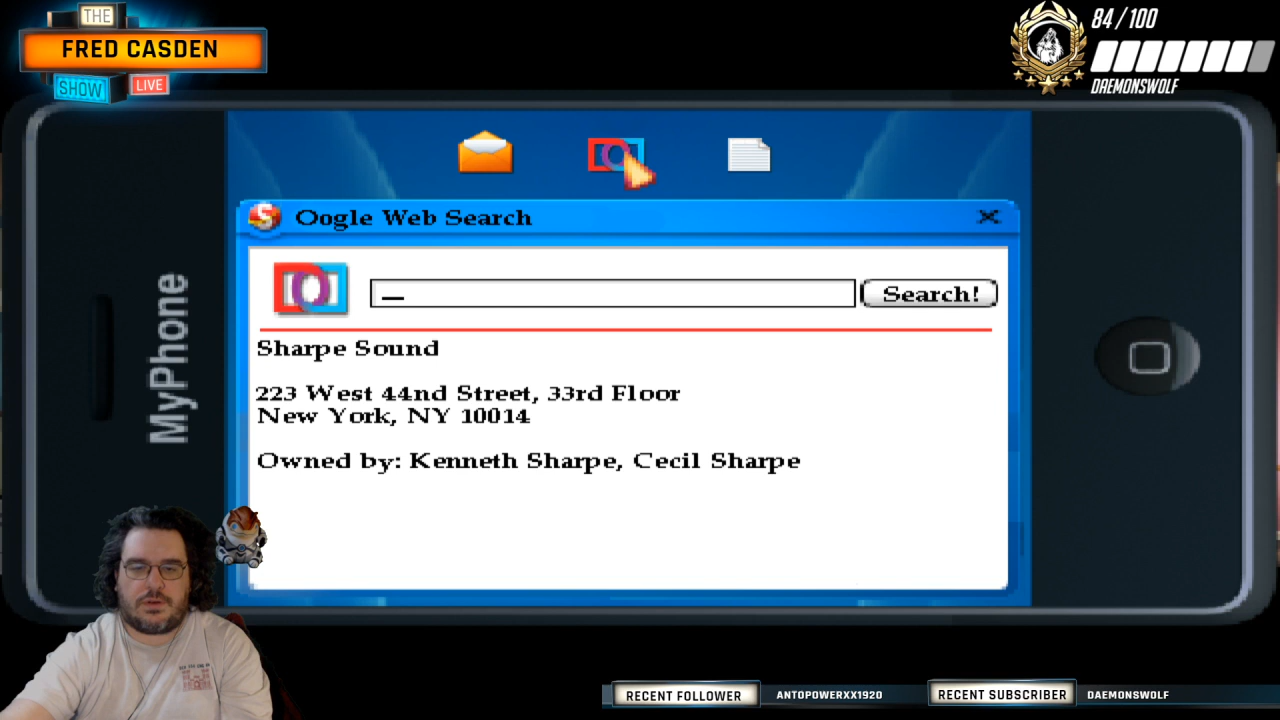 THE
FRED CASDEN
SHOW
LIVE
84/100
DAEMONSWOLF
Oogle Web Search
Search!
Sharpe Sound
223 West 44nd Street, 33rd Floor
New York, NY 10014
Owned by: Kenneth Sharpe, Cecil Sharpe
MyPhone
RECENT FOLLOWER
ANTOPOWERXX1920
RECENT SUBSCRIBER
DAEMONSWOLF